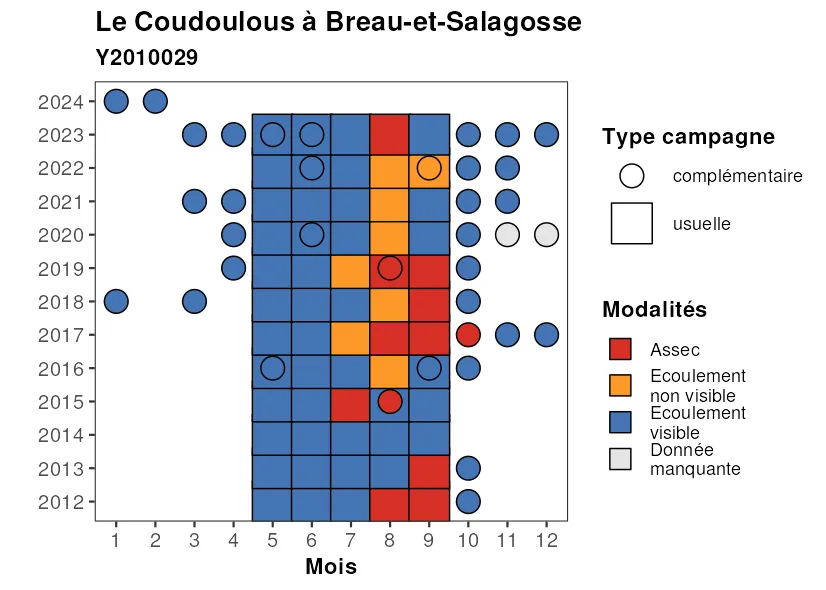 Le Coudoulous à Breau-et-Salagosse
Y2010029
2024
2023
2022
2021
2020
2019
2018
2017
2016
2015
2014
2013
2012
1 2 3 4 5 6 7 8 9 10 11 12
Mois
Type campagne
complémentaire
usuelle
Modalités
Assec
Ecoulement
non visible
Ecoulement
visible
Donnée
manquante